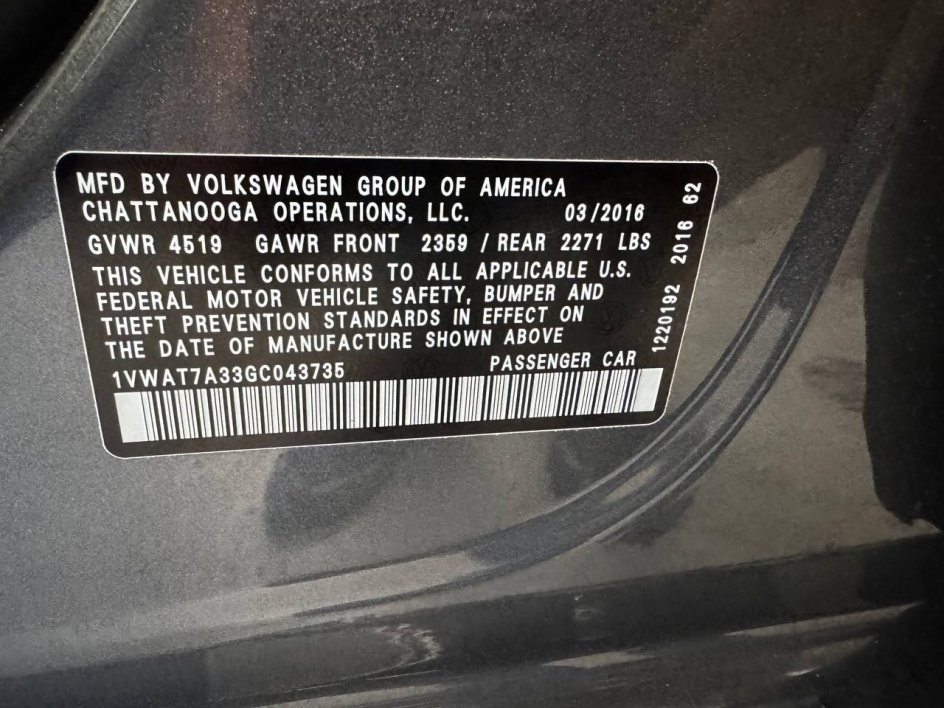 MFD BY VOLKSWAGEN GROUP OF AMERICA
CHATTANOOGA OPERATIONS, LLC. 03/2016
GVWR 4519 GAWR FRONT 2359 / REAR 2271 LBS
THIS VEHICLE CONFORMS TO ALL APPLICABLE U.S.
FEDERAL MOTOR VEHICLE SAFETY, BUMPER AND
THEFT PREVENTION STANDARDS IN EFFECT ON
THE DATE OF MANUFACTURE SHOWN ABOVE
1VWAT7A33GC043735 PASSENGER CAR
1220192 2016 62